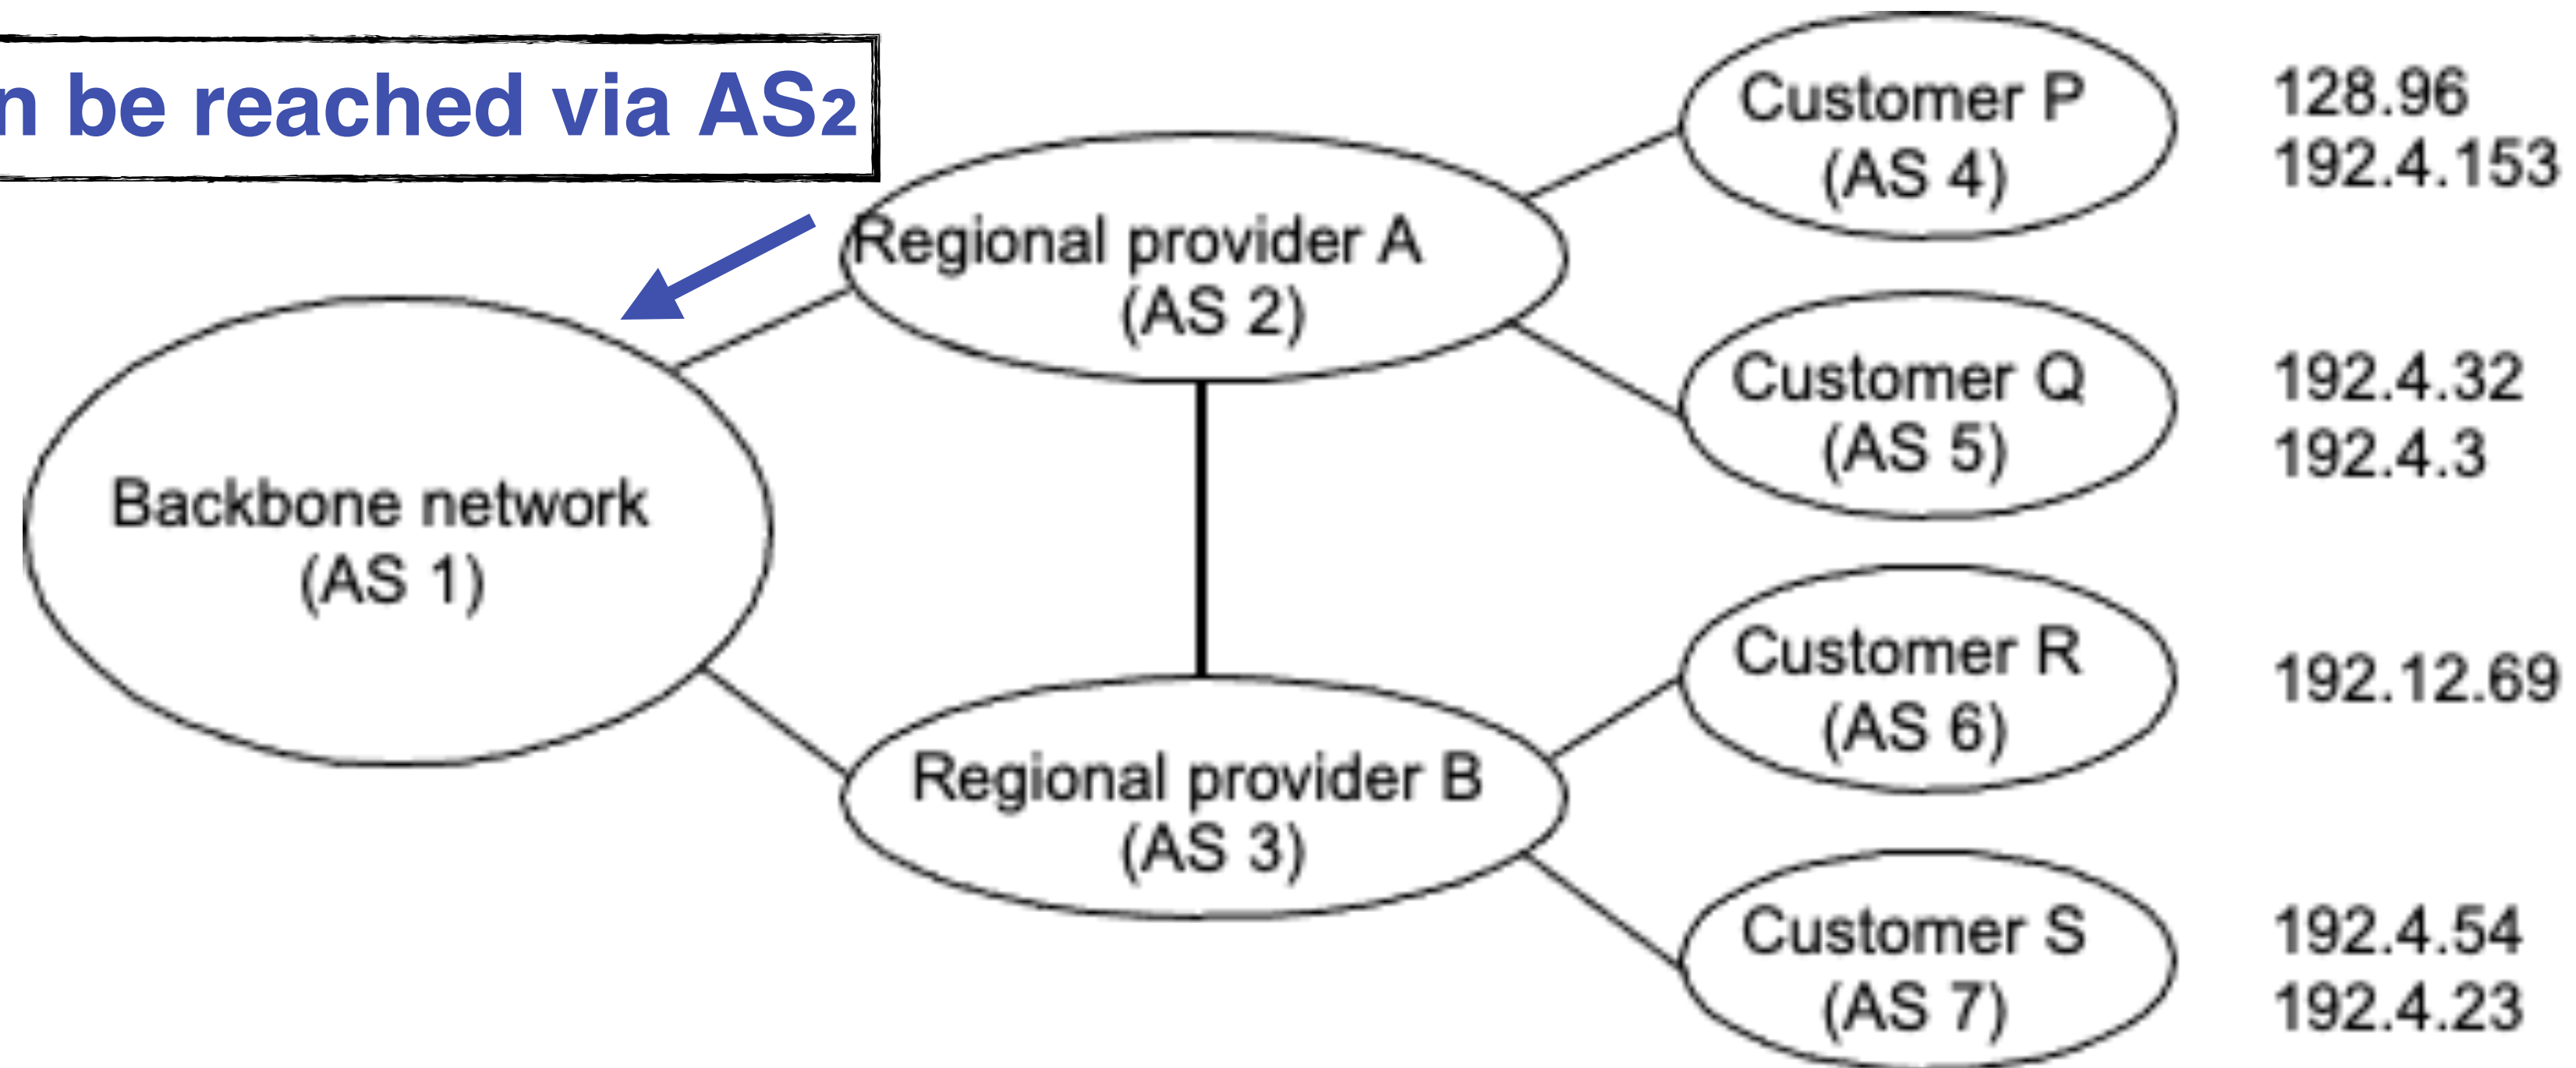 n be reached via AS2
Customer P
(AS 4)
128.96
192.4.153
Regional provider A
(AS 2)
Customer Q
(AS 5)
192.4.32
192.4.3
Backbone network
(AS 1)
Customer R
(AS 6)
192.12.69
Regional provider B
(AS 3)
Customer S
(AS 7)
192.4.54
192.4.23